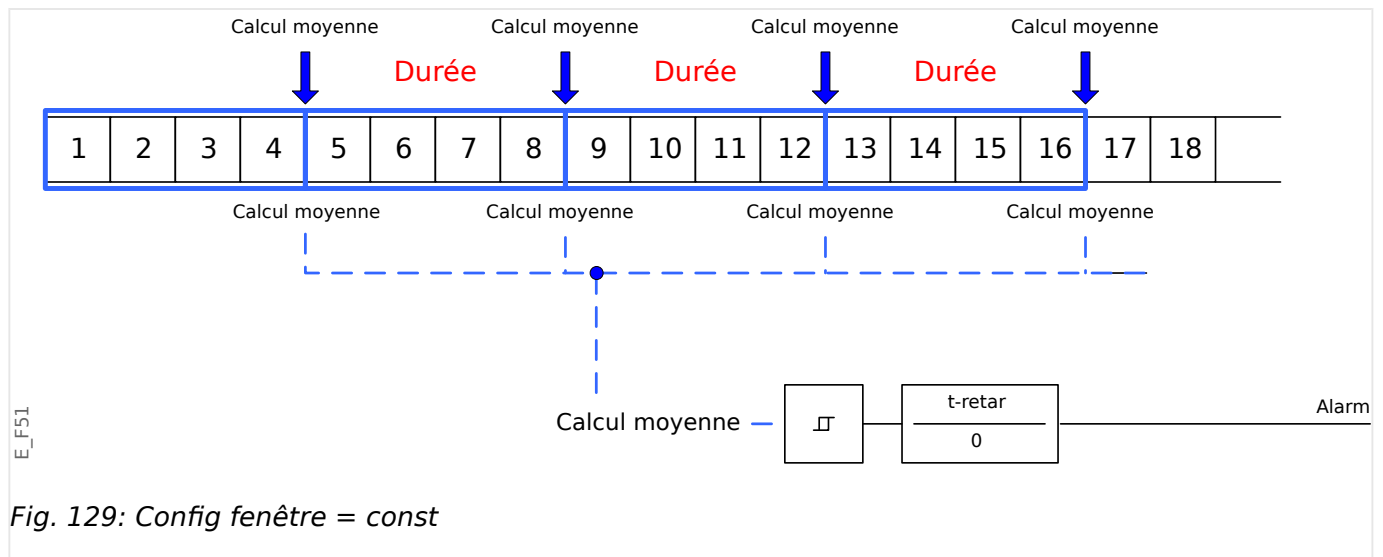 Calcul moyenne Calcul moyenne Calcul moyenne Calcul moyenne
Durée Durée Durée
1 2 3 4 5 6 7 8 9 10 11 12 13 14 15 16 17 18
Calcul moyenne Calcul moyenne Calcul moyenne Calcul moyenne
t-retar
Alarm
Calcul moyenne
0
E_F51
Fig. 129: Config fenêtre = const